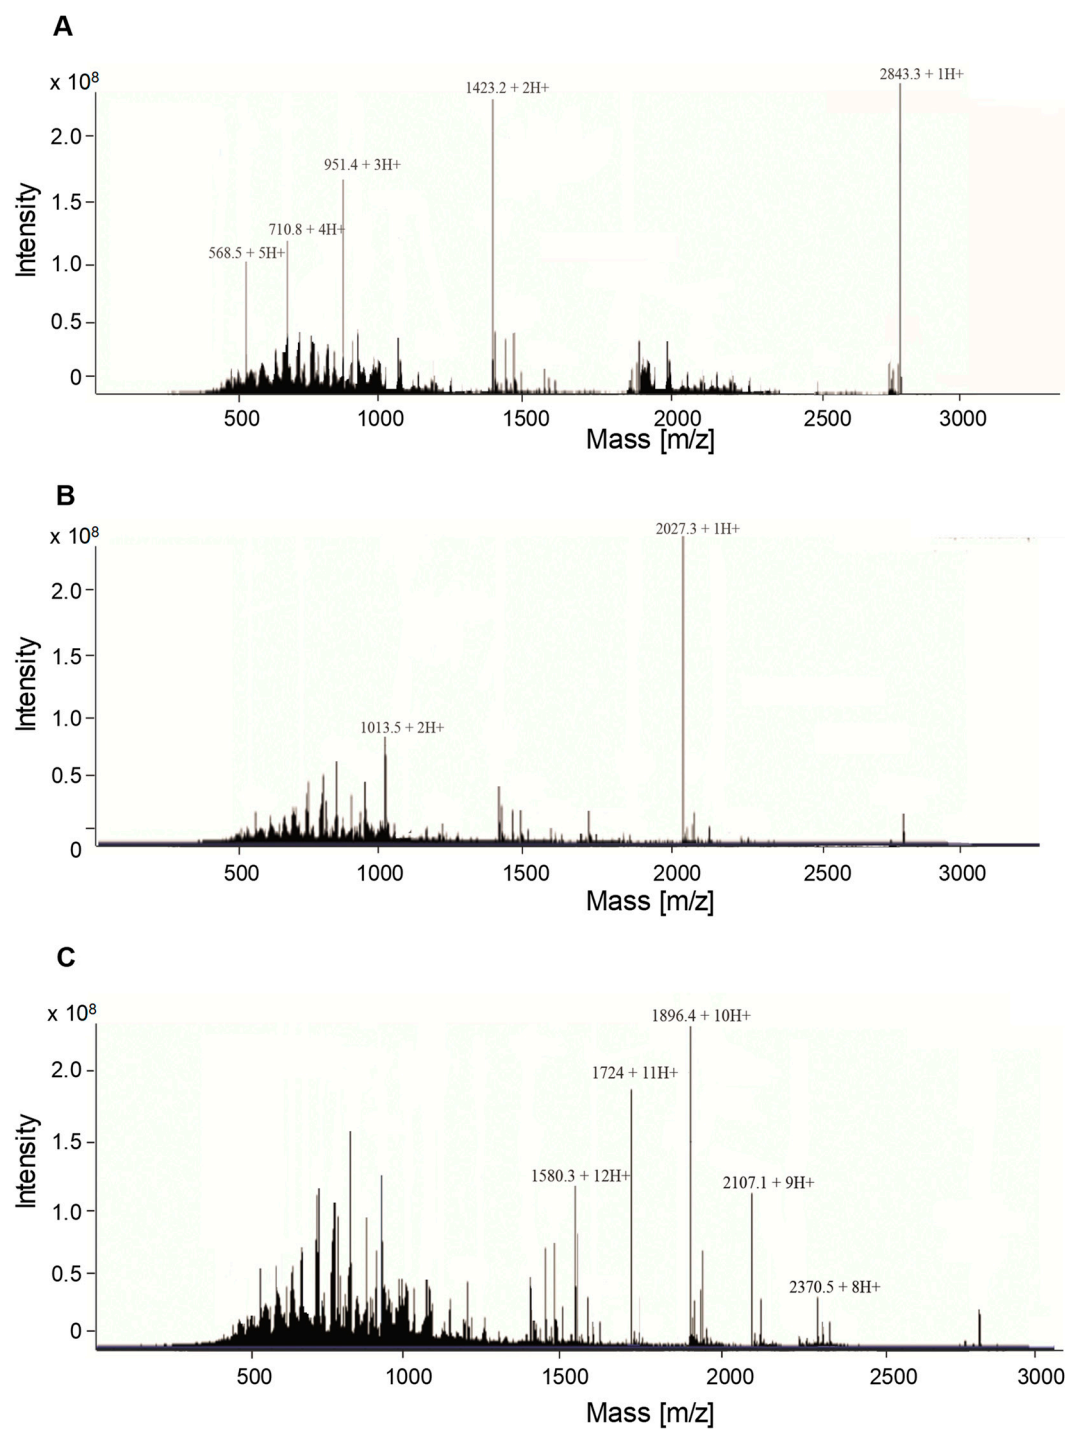 A
x 10⁸
2843.3 + 1H+
1423.2 + 2H+
2.0
951.4 + 3H+
1.5
710.8 + 4H+
568.5 + 5H+
1.0
0.5
0
Intensity
500 1000 1500 2000 2500 3000
Mass [m/z]
B
x 10⁸
2027.3 + 1H+
2.0
1.5
1.0
1013.5 + 2H+
0.5
0
Intensity
500 1000 1500 2000 2500 3000
Mass [m/z]
C
x 10⁸
1896.4 + 10H+
2.0
1724 + 11H+
1.5
1580.3 + 12H+
2107.1 + 9H+
1.0
0.5
2370.5 + 8H+
0
Intensity
500 1000 1500 2000 2500 3000
Mass [m/z]